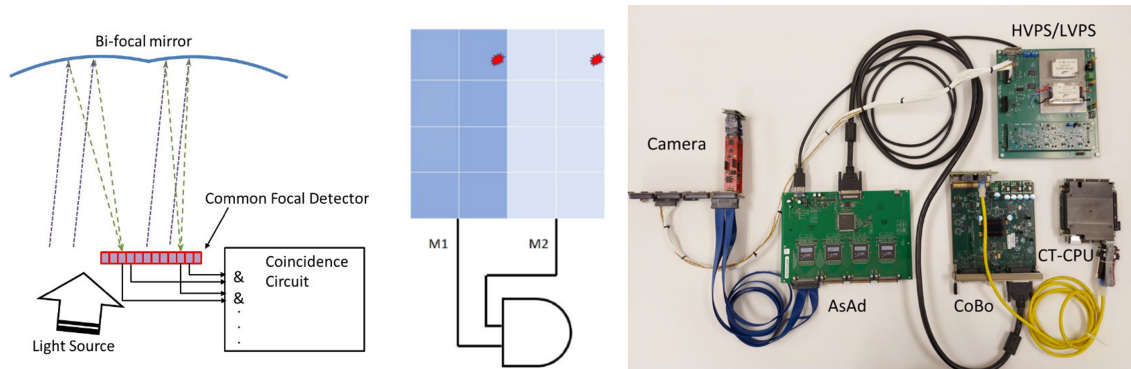 Bi-focal mirror
Common Focal Detector
Coincidence
Circuit
&
&
.
.
.
Light Source
M1
M2
HVPS/LVPS
Camera
AsAd
CoBo
CT-CPU